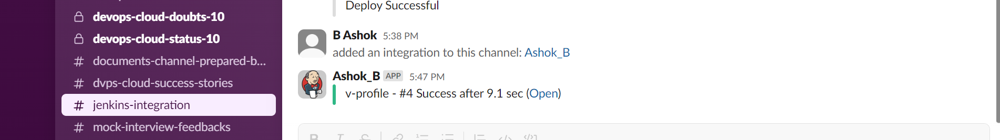 devops-cloud-doubts-10
devops-cloud-status-10
# documents-channel-prepared-b...
# dvps-cloud-success-stories
# jenkins-integration
# mock-interview-feedbacks
Deploy Successful
B Ashok 5:38 PM
added an integration to this channel: Ashok_B
Ashok_B APP 5:47 PM
v-profile - #4 Success after 9.1 sec (Open)